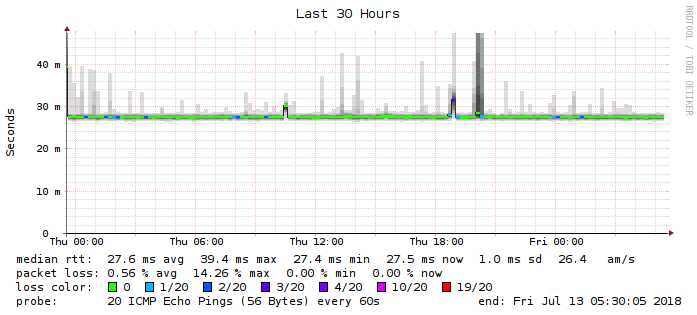 Last 30 Hours
RRDTOOL / TOBI OETIKER
Seconds
40 m
30 m
20 m
10 m
0
Thu 00:00 Thu 06:00 Thu 12:00 Thu 18:00 Fri 00:00
median rtt: 27.6 ms avg 39.4 ms max 27.4 ms min 27.5 ms now 1.0 ms sd 26.4 am/s
packet loss: 0.56 % avg 14.26 % max 0.00 % min 0.00 % now
loss color: 0 1/20 2/20 3/20 4/20 10/20 19/20
probe: 20 ICMP Echo Pings (56 Bytes) every 60s end: Fri Jul 13 05:30:05 2018